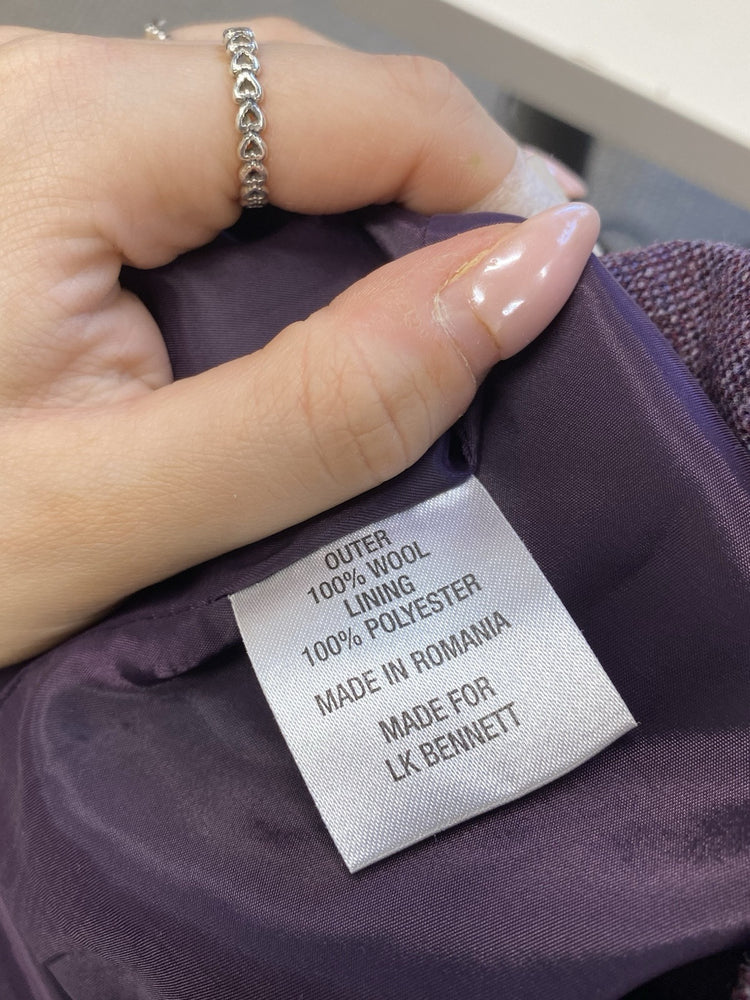 OUTER
100% WOOL
LINING
100% POLYESTER
MADE IN ROMANIA
MADE FOR
LK BENNETT